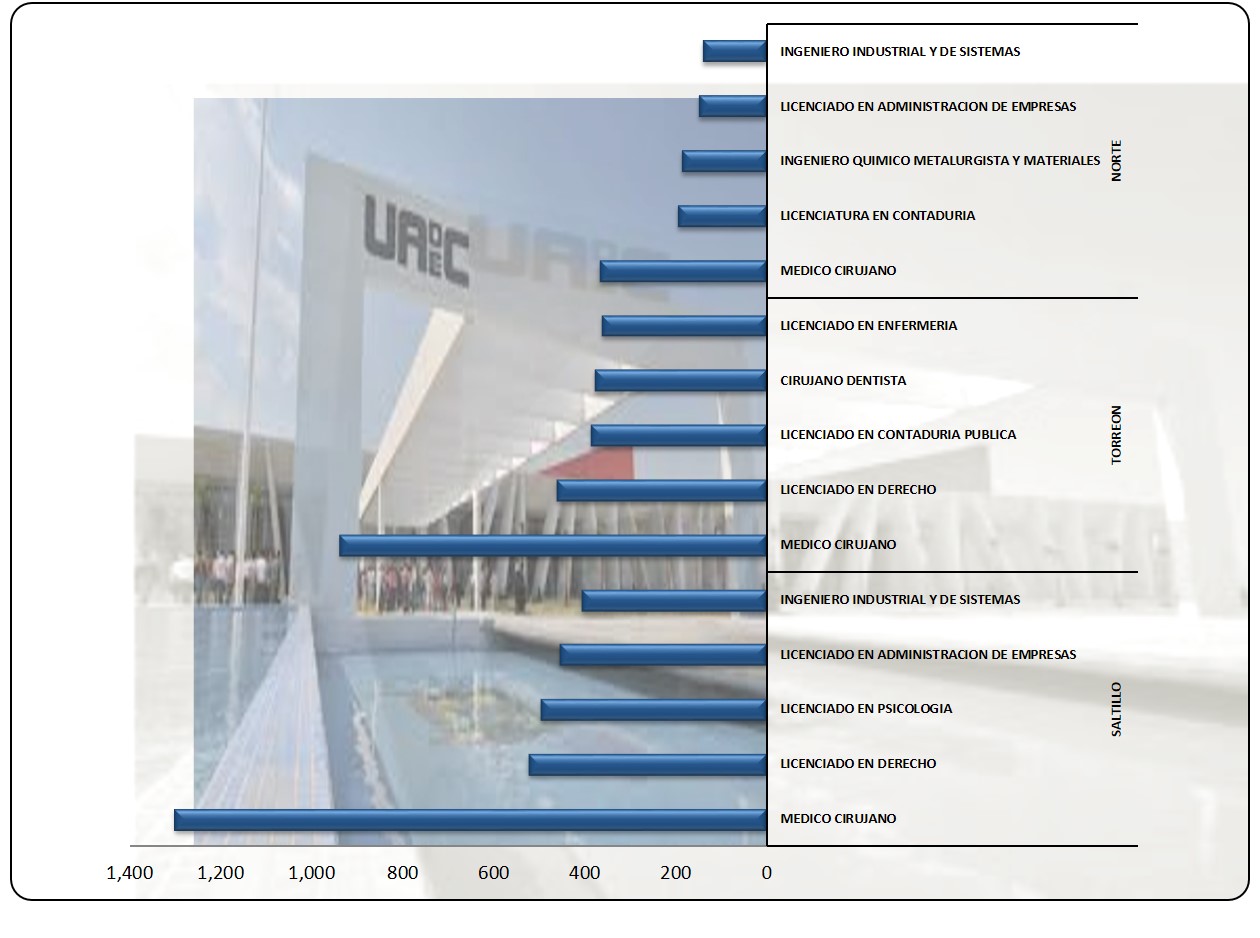 INGENIERO INDUSTRIAL Y DE SISTEMAS
LICENCIADO EN ADMINISTRACION DE EMPRESAS
INGENIERO QUIMICO METALURGISTA Y MATERIALES
NORTE
LICENCIATURA EN CONTADURIA
MEDICO CIRUJANO
LICENCIADO EN ENFERMERIA
CIRUJANO DENTISTA
LICENCIADO EN CONTADURIA PUBLICA
TORREON
LICENCIADO EN DERECHO
MEDICO CIRUJANO
INGENIERO INDUSTRIAL Y DE SISTEMAS
LICENCIADO EN ADMINISTRACION DE EMPRESAS
LICENCIADO EN PSICOLOGIA
SALTILLO
LICENCIADO EN DERECHO
MEDICO CIRUJANO
1,400 1,200 1,000 800 600 400 200 0
UADEC